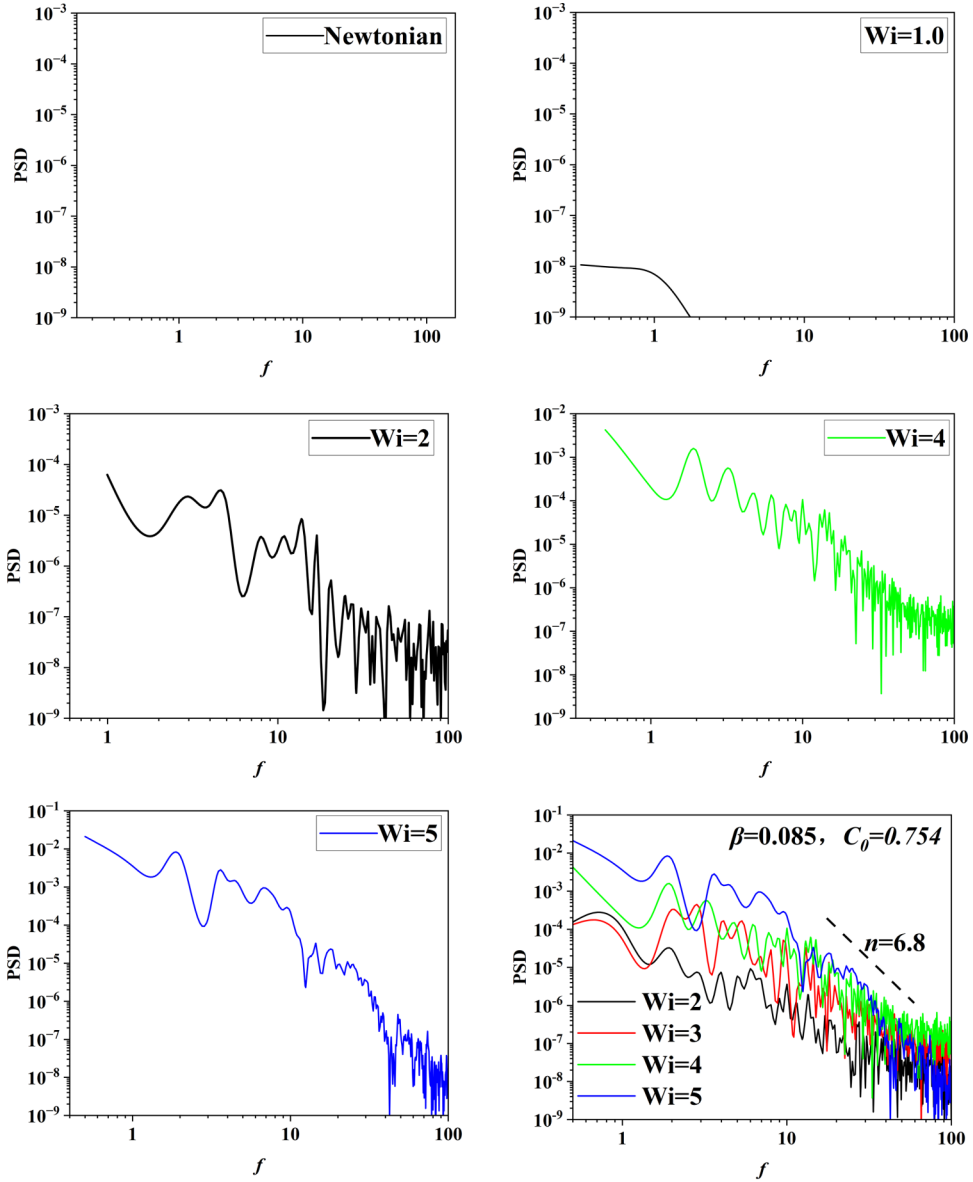 10⁻³
10⁻⁴
10⁻⁵
10⁻⁶
10⁻⁷
10⁻⁸
10⁻⁹
PSD
Newtonian
1
10
100
f
10⁻³
10⁻⁴
10⁻⁵
10⁻⁶
10⁻⁷
10⁻⁸
10⁻⁹
PSD
Wi=1.0
1
10
100
f
10⁻³
10⁻⁴
10⁻⁵
10⁻⁶
10⁻⁷
10⁻⁸
10⁻⁹
PSD
Wi=2
1
10
100
f
10⁻²
10⁻³
10⁻⁴
10⁻⁵
10⁻⁶
10⁻⁷
10⁻⁸
10⁻⁹
PSD
Wi=4
1
10
100
f
10⁻¹
10⁻²
10⁻³
10⁻⁴
10⁻⁵
10⁻⁶
10⁻⁷
10⁻⁸
10⁻⁹
PSD
Wi=5
1
10
100
f
10⁻¹
10⁻²
10⁻³
10⁻⁴
10⁻⁵
10⁻⁶
10⁻⁷
10⁻⁸
10⁻⁹
PSD
β=0.085，C₀=0.754
n=6.8
Wi=2
Wi=3
Wi=4
Wi=5
1
10
100
f